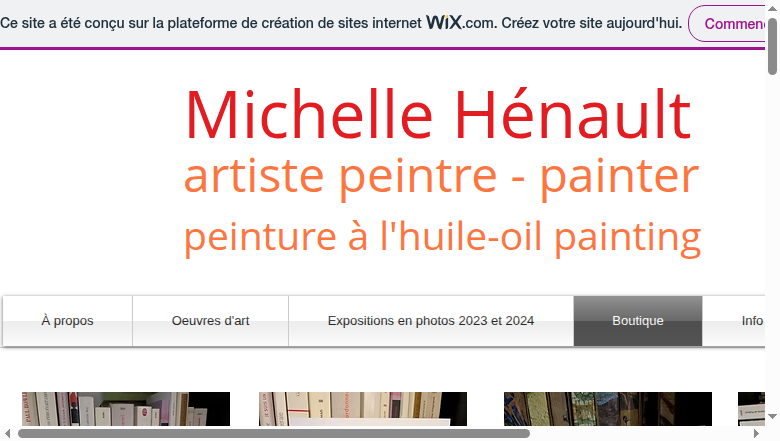 Ce site a été conçu sur la plateforme de création de sites internet WiX.com. Créez votre site aujourd'hui. Commen
Michelle Hénault
artiste peintre - painter
peinture à l'huile-oil painting
À propos Oeuvres d'art Expositions en photos 2023 et 2024 Boutique Info